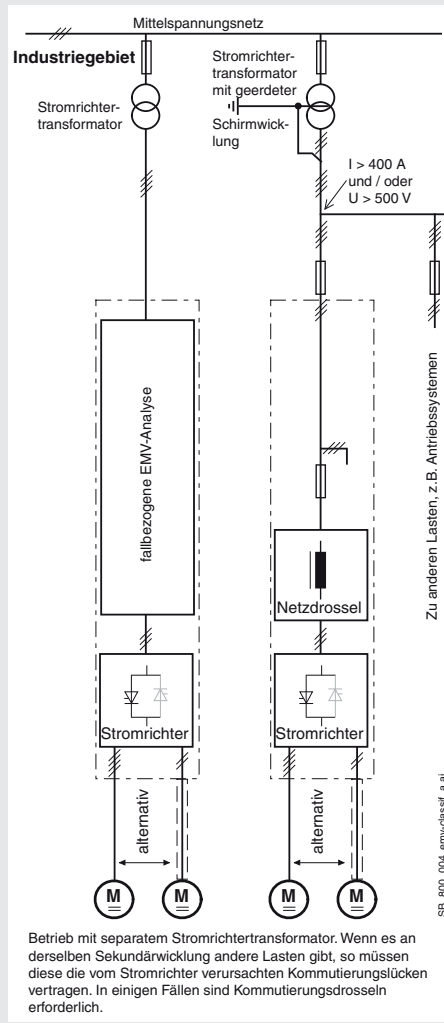 Mittelspannungsnetz
Industriegebiet
Stromrichter-
transformator
Stromrichter-
transformator
mit geerdeter
Schirmwick-
lung
I > 400 A
und / oder
U > 500 V
fallbezogene EMV-Analyse
Zu anderen Lasten, z.B. Antriebssystemen
Netzdrossel
Stromrichter
Stromrichter
alternativ
alternativ
M
M
M
M
SB_800_004_emv-classif_a.ai
Betrieb mit separatem Stromrichtertransformator. Wenn es an
derselben Sekundärwicklung andere Lasten gibt, so müssen
diese die vom Stromrichter verursachten Kommutierungslücken
vertragen. In einigen Fällen sind Kommutierungsdrosseln
erforderlich.